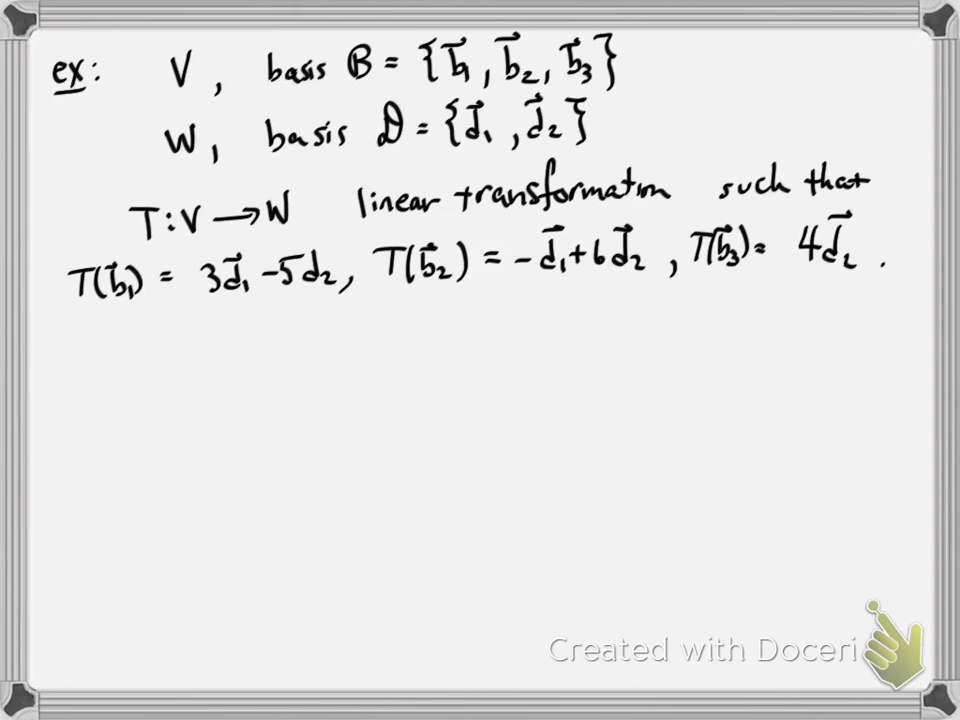 ex: V, basis B = {b⃗₁, b⃗₂, b⃗₃}
W, basis D = {d⃗₁, d⃗₂}
T: V → W linear transformation such that
T(b⃗₁) = 3d⃗₁ - 5d₂, T(b⃗₂) = -d⃗₁ + 6d⃗₂, T(b⃗₃) = 4d⃗₂.
Created with Doceri